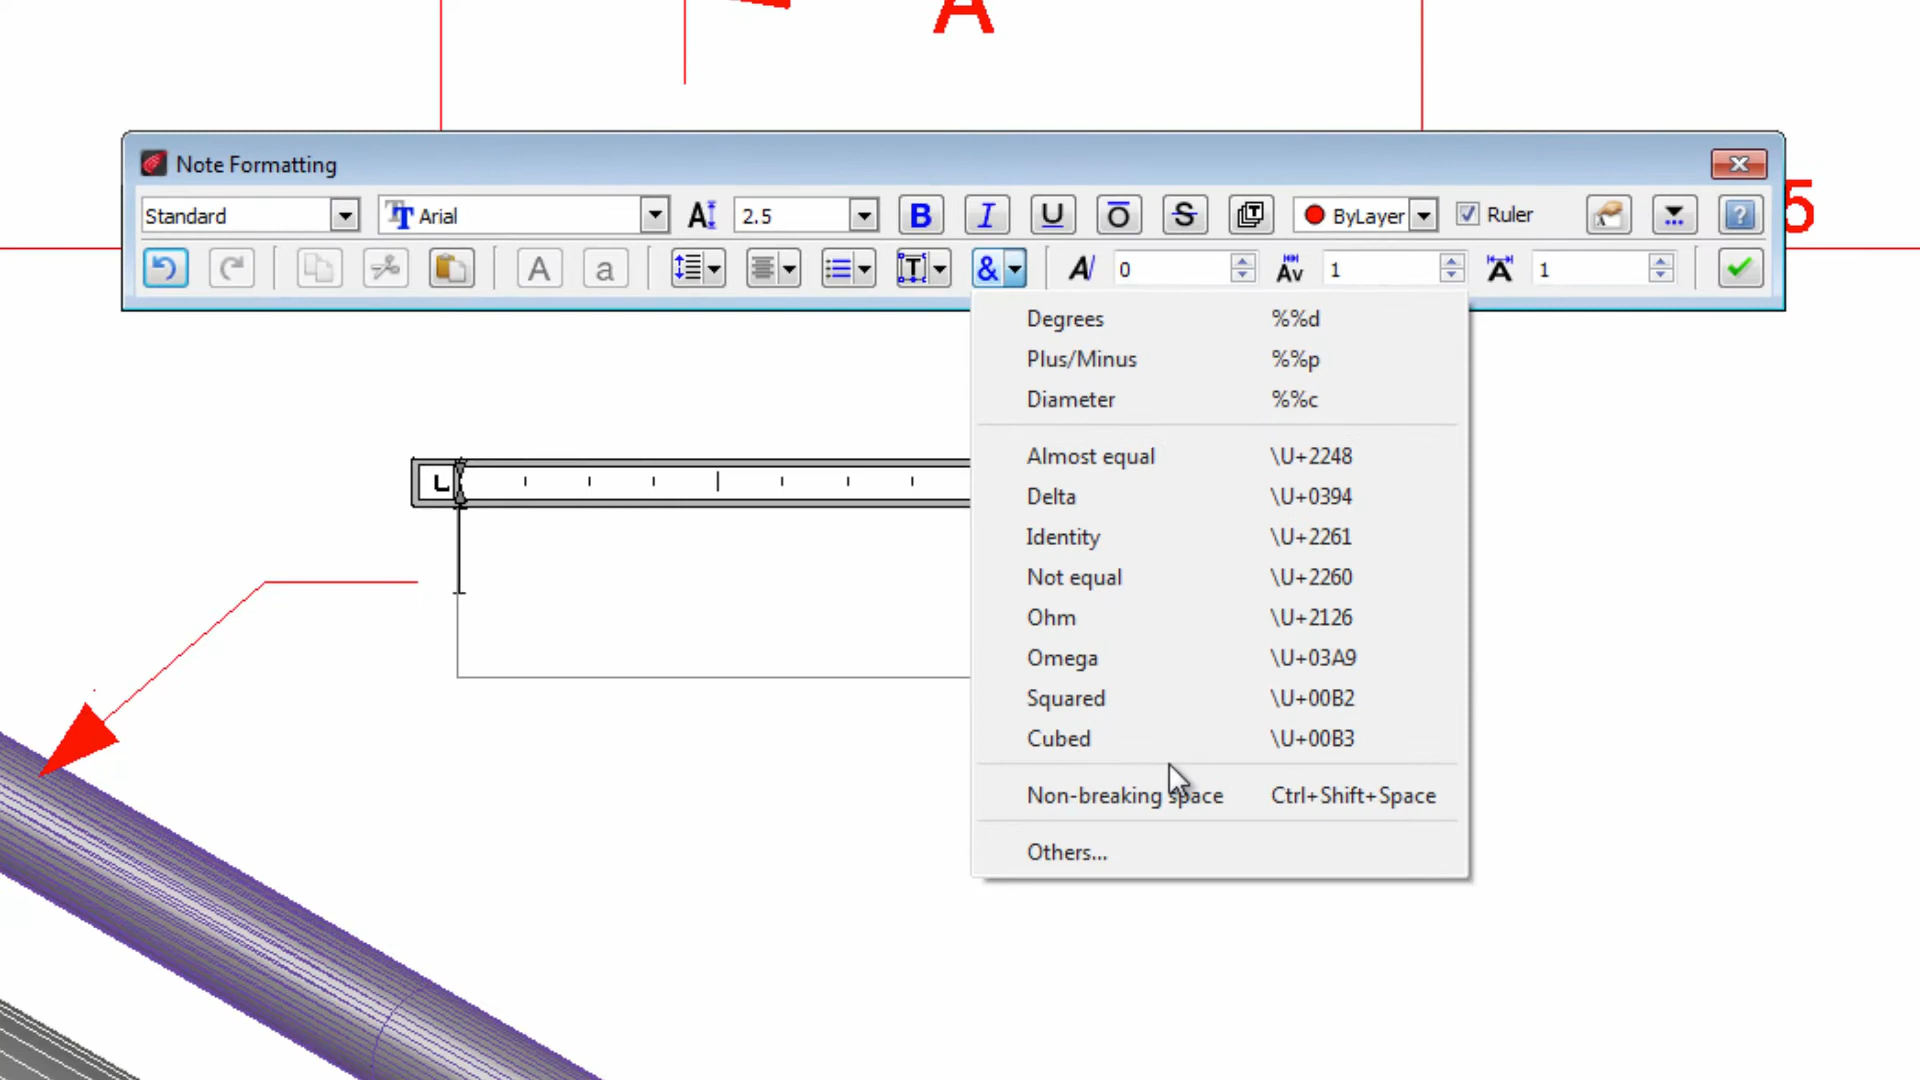 A
Note Formatting
5
Standard Arial 2.5 B I U O S ByLayer Ruler ?
A a & A/ 0 AV 1 A 1
Degrees %%d
Plus/Minus %%p
Diameter %%c
Almost equal \U+2248
Delta \U+0394
Identity \U+2261
Not equal \U+2260
Ohm \U+2126
Omega \U+03A9
Squared \U+00B2
Cubed \U+00B3
Non-breaking space Ctrl+Shift+Space
Others...